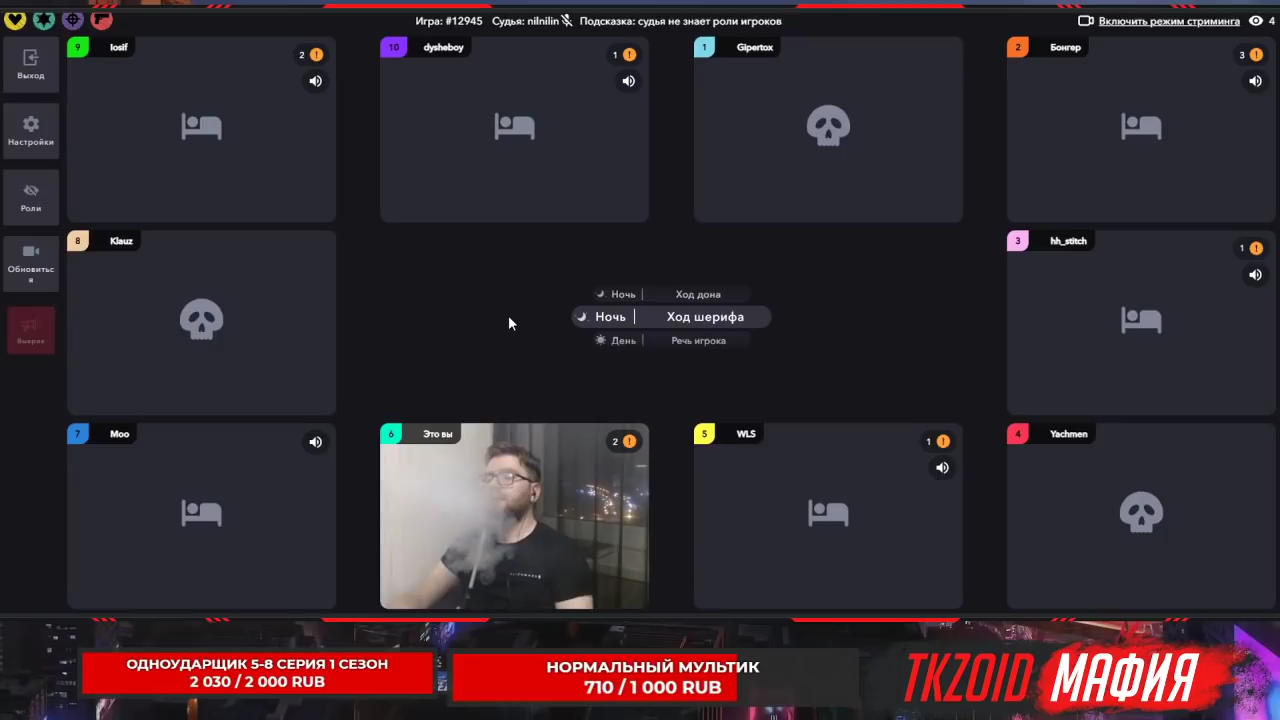 Игра: #12945 Судья: nilnilin Подсказка: судья не знает роли игроков
Включить режим стриминга 4
Выход
Настройки
Роли
Обновитьс
я
9 Iosif 2 !
10 dysheboy 1 !
1 Gipertox
2 Бонгер 3 !
8 Klauz
3 hh_stitch 1 !
Ночь | Ход дона
Ночь | Ход шерифа
День | Речь игрока
7 Moo
6 Это вы 2 !
5 WLS 1 !
4 Yachmen
ОДНОУДАРЩИК 5-8 СЕРИЯ 1 СЕЗОН
2 030 / 2 000 RUB
НОРМАЛЬНЫЙ МУЛЬТИК
710 / 1 000 RUB
TKZOID МАФИЯ